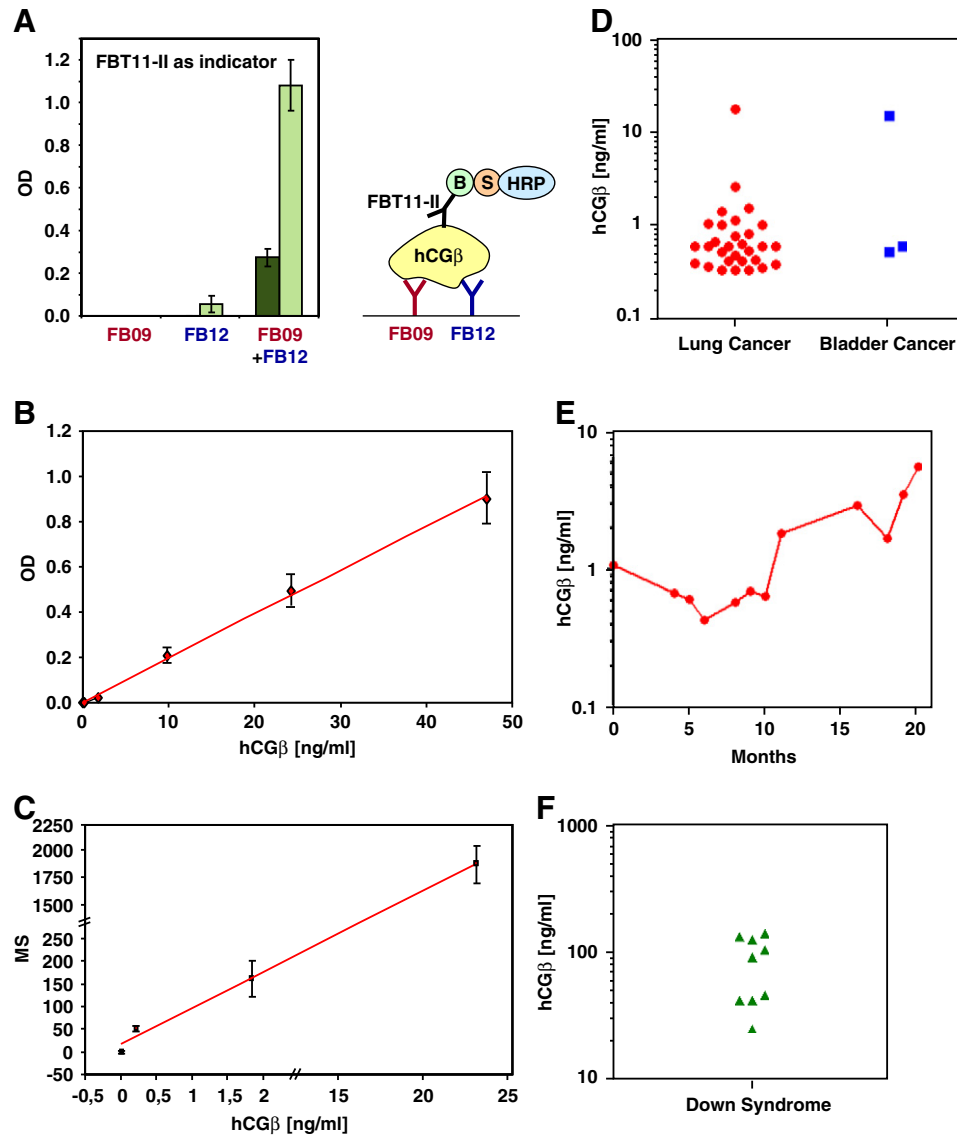 A
FBT11-II as indicator
OD
1.2
1.0
0.8
0.6
0.4
0.2
0.0
FB09
FB12
FB09
+FB12
B S HRP
FBT11-II
hCGβ
FB09 FB12
B
OD
1.2
1.0
0.8
0.6
0.4
0.2
0.0
0 10 20 30 40 50
hCGβ [ng/ml]
C
MS
2250
2000
1750
1500
250
200
150
100
50
0
-50
-0,5 0 0,5 1 1,5 2 15 20 25
hCGβ [ng/ml]
D
hCGβ [ng/ml]
100
10
1
0.1
Lung Cancer Bladder Cancer
E
hCGβ [ng/ml]
10
1
0.1
0 5 10 15 20
Months
F
hCGβ [ng/ml]
1000
100
10
Down Syndrome